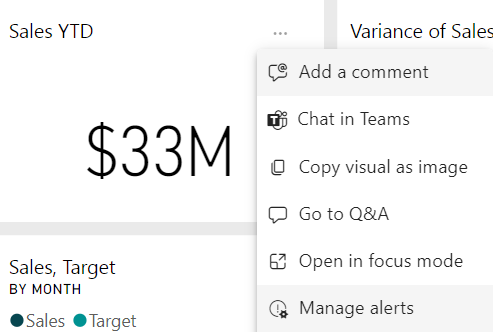 Sales YTD
Variance of Sales
Add a comment
Chat in Teams
$33M
Copy visual as image
Go to Q&A
Open in focus mode
Manage alerts
Sales, Target
BY MONTH
Sales Target